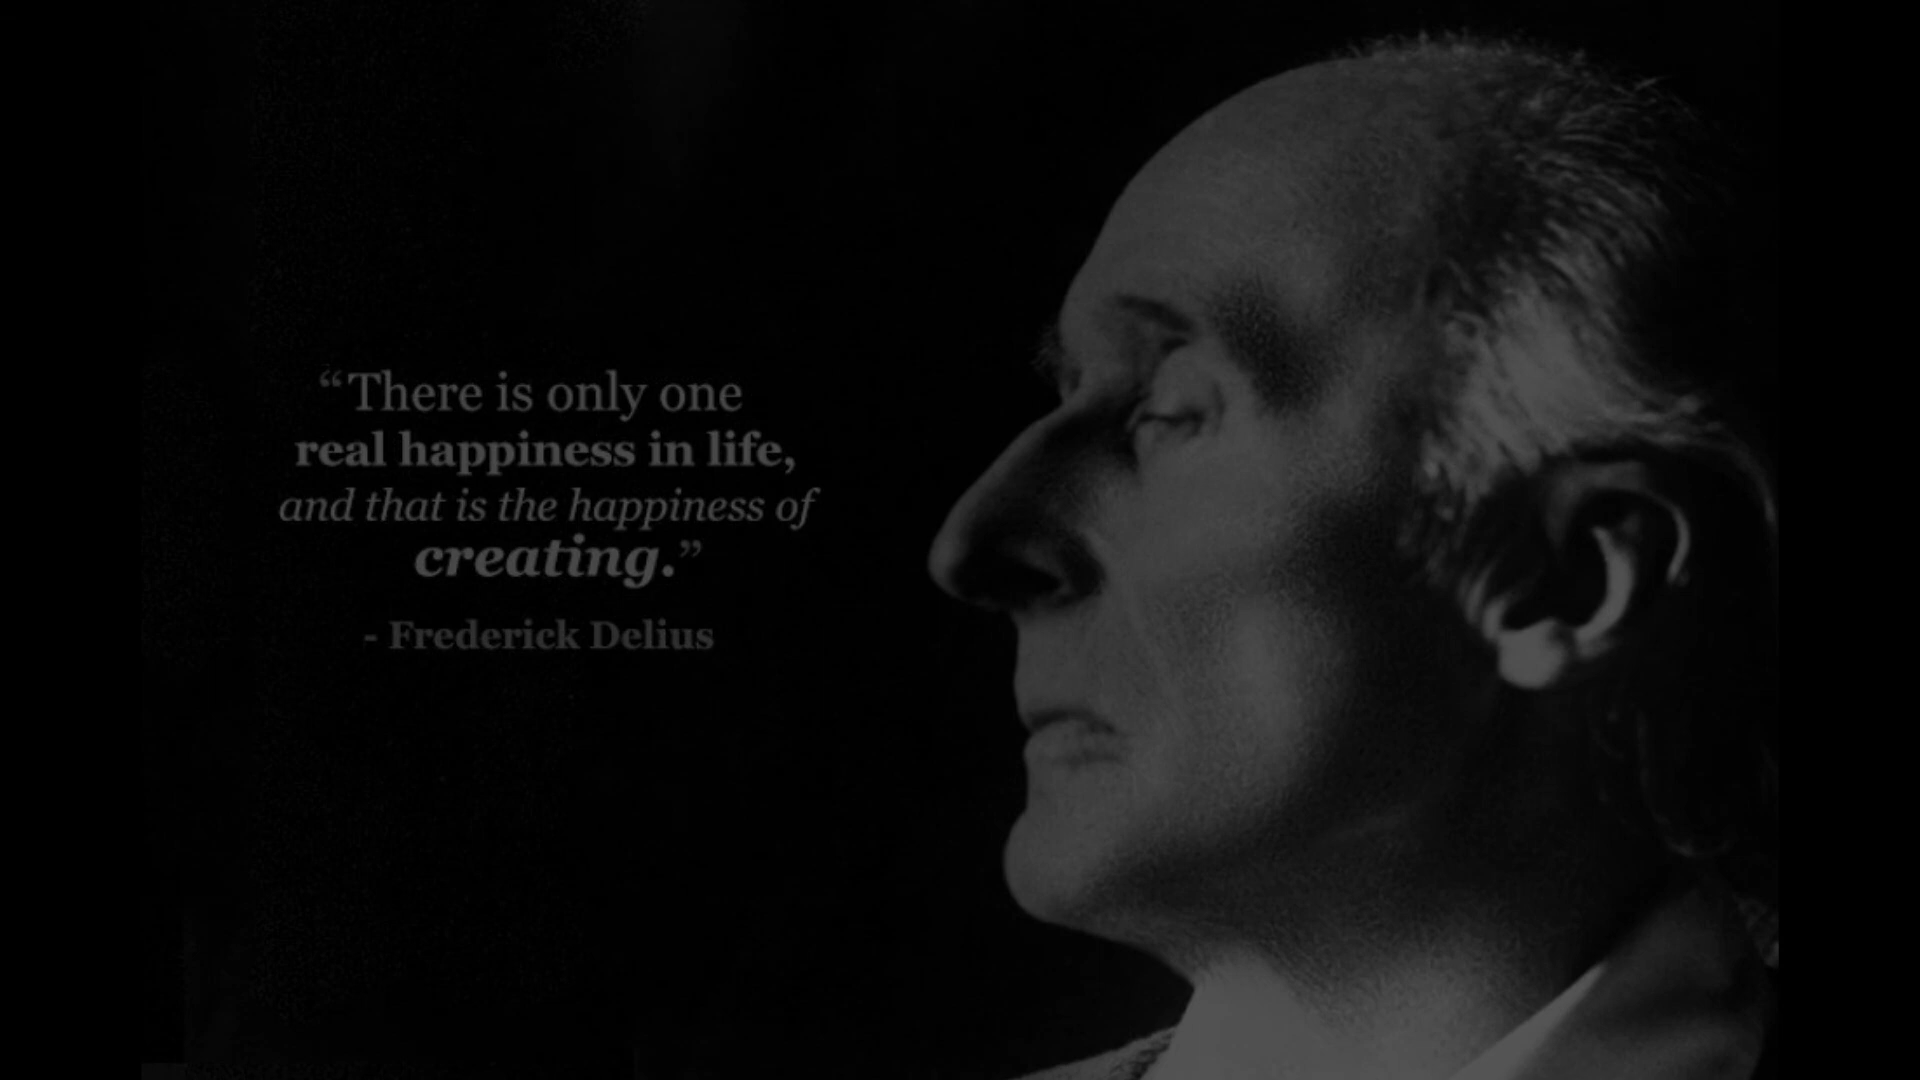 “There is only one
real happiness in life,
and that is the happiness of
creating.”
- Frederick Delius